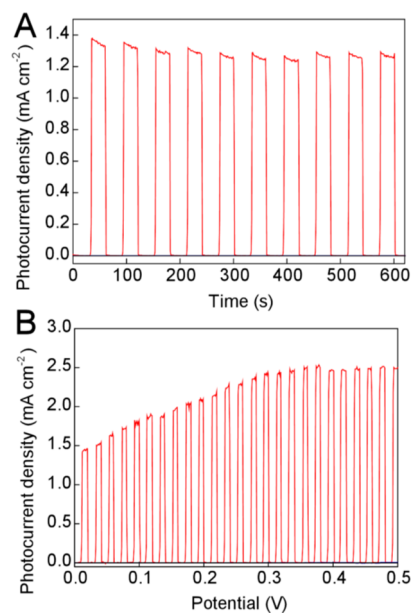 A
Photocurrent density (mA cm⁻²)
1.4
1.2
1.0
0.8
0.6
0.4
0.2
0.0
0 100 200 300 400 500 600
Time (s)
B
Photocurrent density (mA cm⁻²)
3.0
2.5
2.0
1.5
1.0
0.5
0.0
0.0 0.1 0.2 0.3 0.4 0.5
Potential (V)